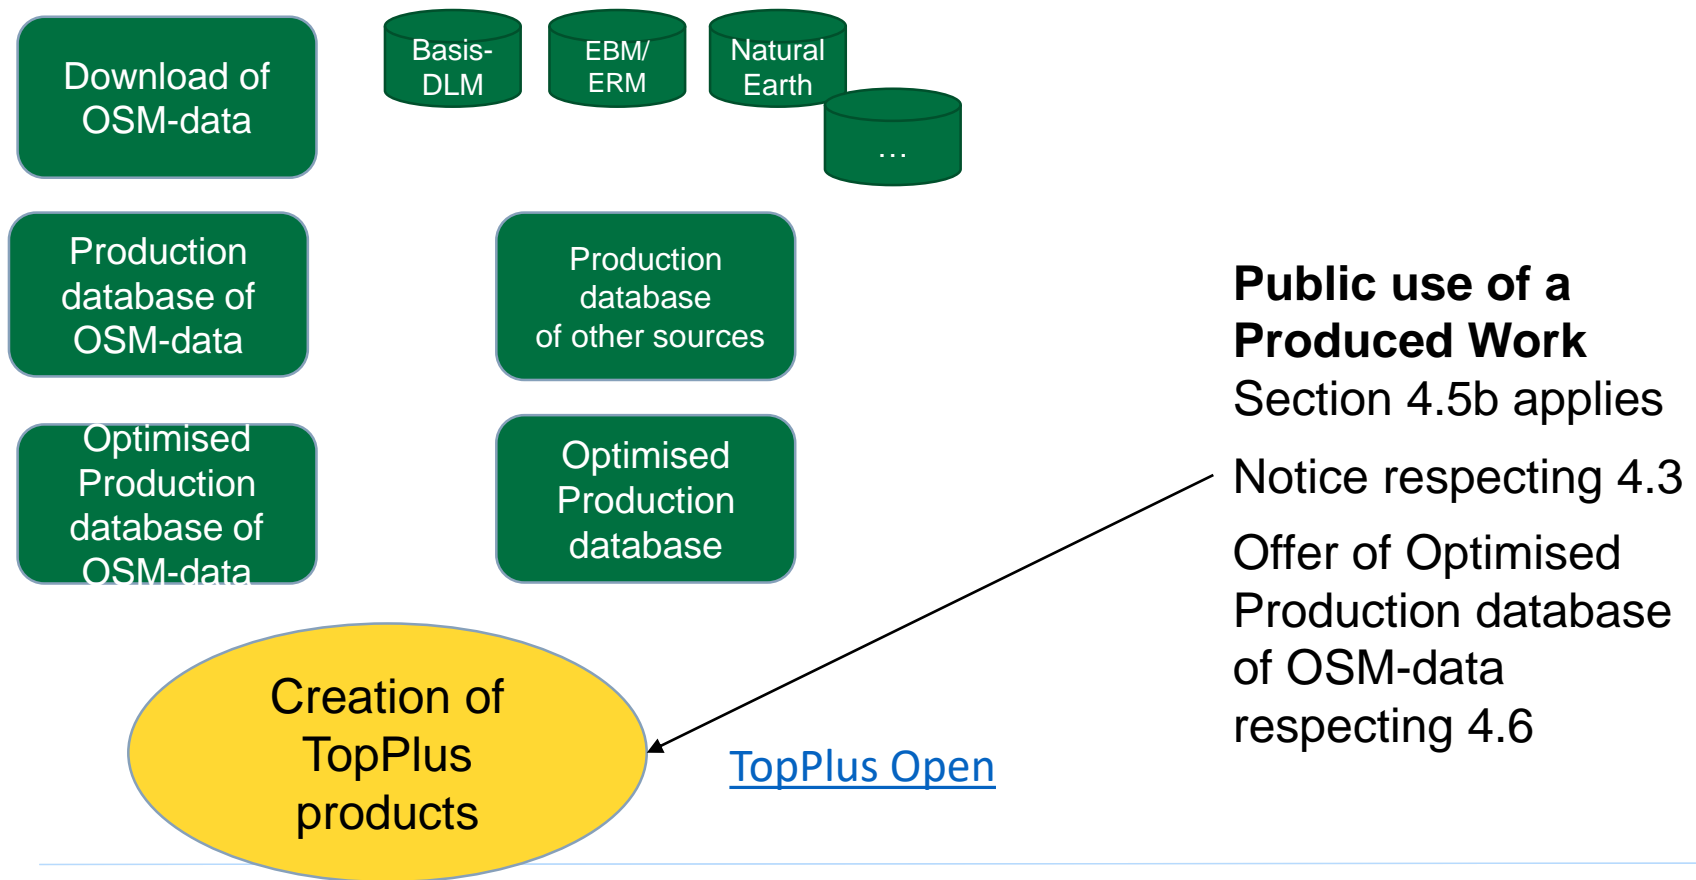 Download of
OSM-data
Basis-
DLM
EBM/
ERM
Natural
Earth
...
Production
database of
OSM-data
Production
database
of other sources
Optimised
Production
database of
OSM-data
Optimised
Production
database
Creation of
TopPlus
products
TopPlus Open
Public use of a
Produced Work
Section 4.5b applies
Notice respecting 4.3
Offer of Optimised
Production database
of OSM-data
respecting 4.6